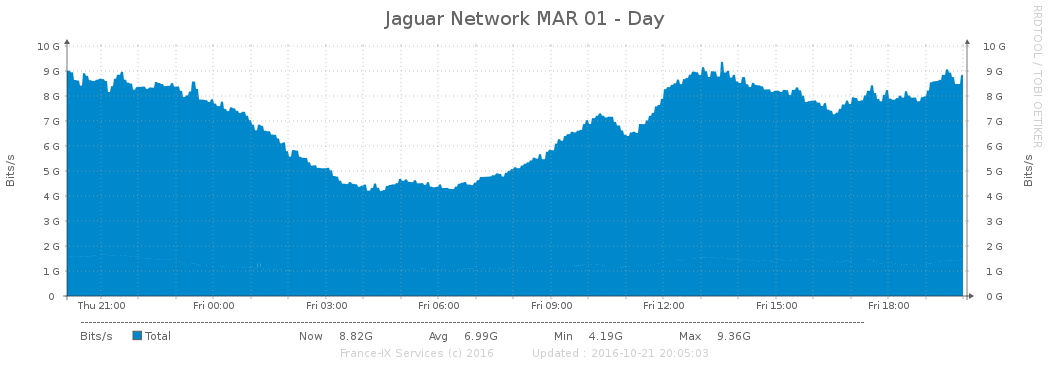 Jaguar Network MAR 01 - Day
RRDTOOL / TOBI OETIKER
Bits/s
10 G
9 G
8 G
7 G
6 G
5 G
4 G
3 G
2 G
1 G
0
10 G
9 G
8 G
7 G
6 G
5 G
4 G
3 G
2 G
1 G
0 G
Bits/s
Thu 21:00 Fri 00:00 Fri 03:00 Fri 06:00 Fri 09:00 Fri 12:00 Fri 15:00 Fri 18:00
Bits/s Total Now 8.82G Avg 6.99G Min 4.19G Max 9.36G
France-IX Services (c) 2016 Updated : 2016-10-21 20:05:03